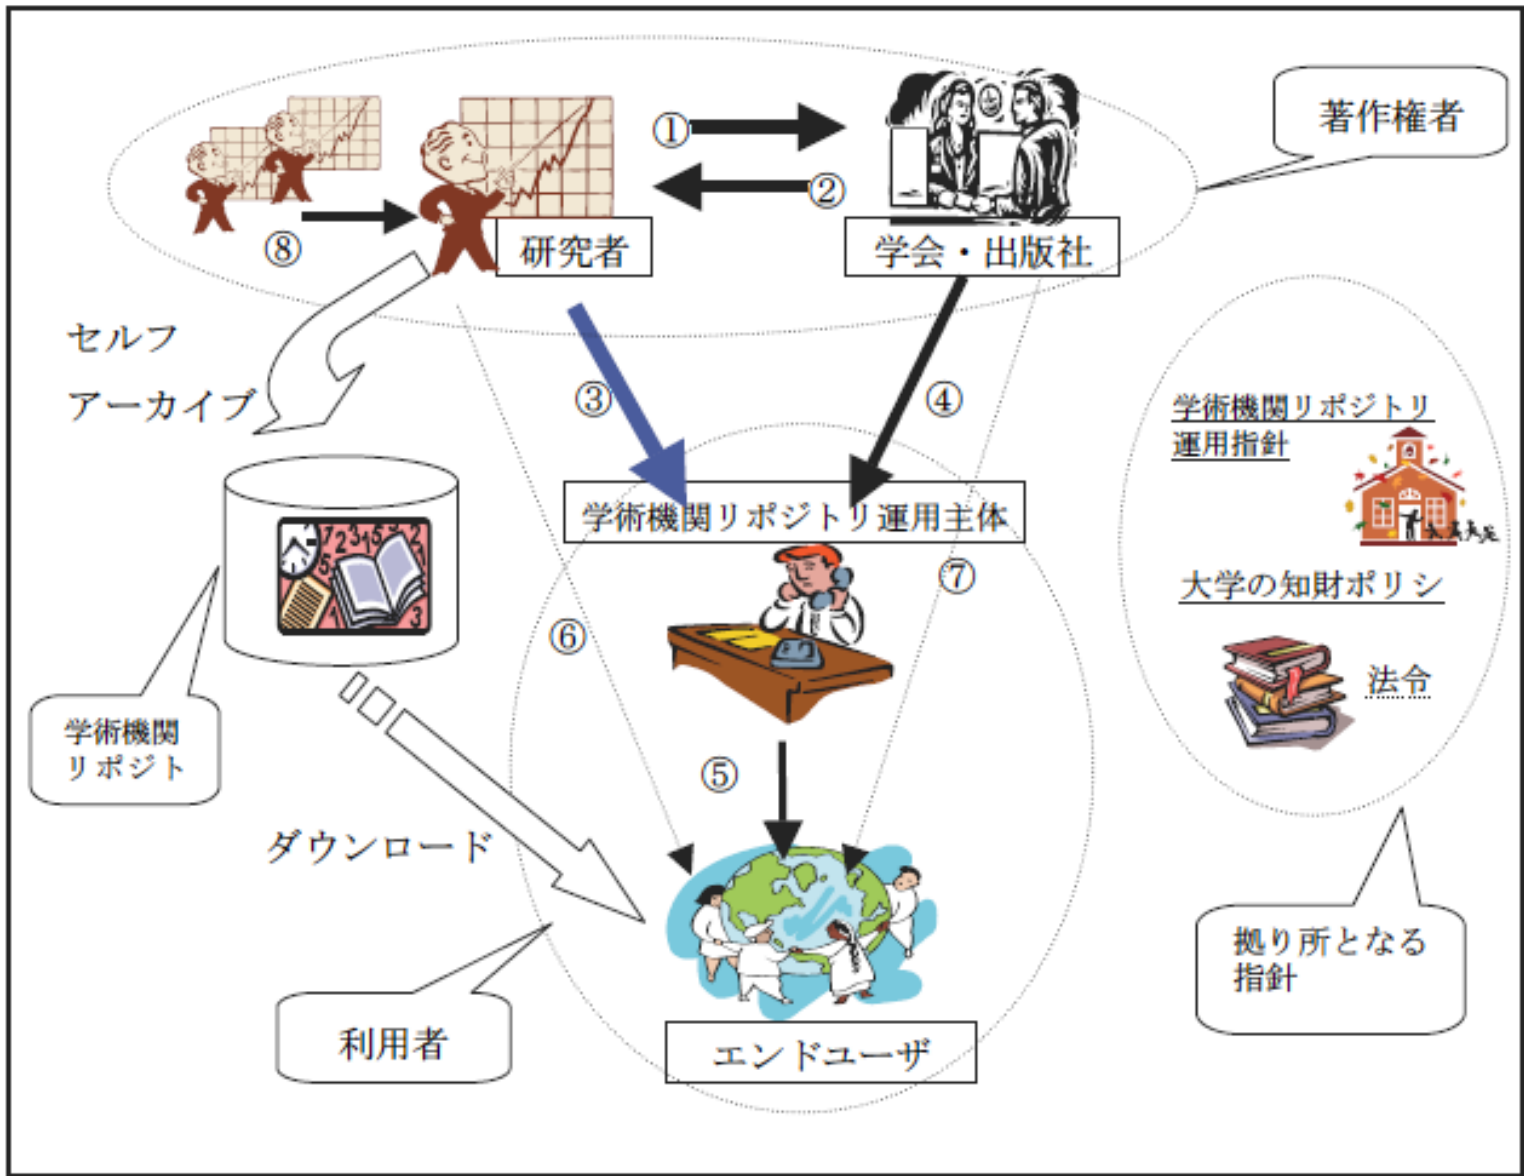 著作権者
①
②
⑧
研究者
学会・出版社
セルフ
アーカイブ
③
④
学術機関リポジトリ
運用指針
学術機関リポジトリ運用主体
⑦
大学の知財ポリシ
⑥
法令
学術機関
リポジト
⑤
ダウンロード
拠り所となる
指針
利用者
エンドユーザ